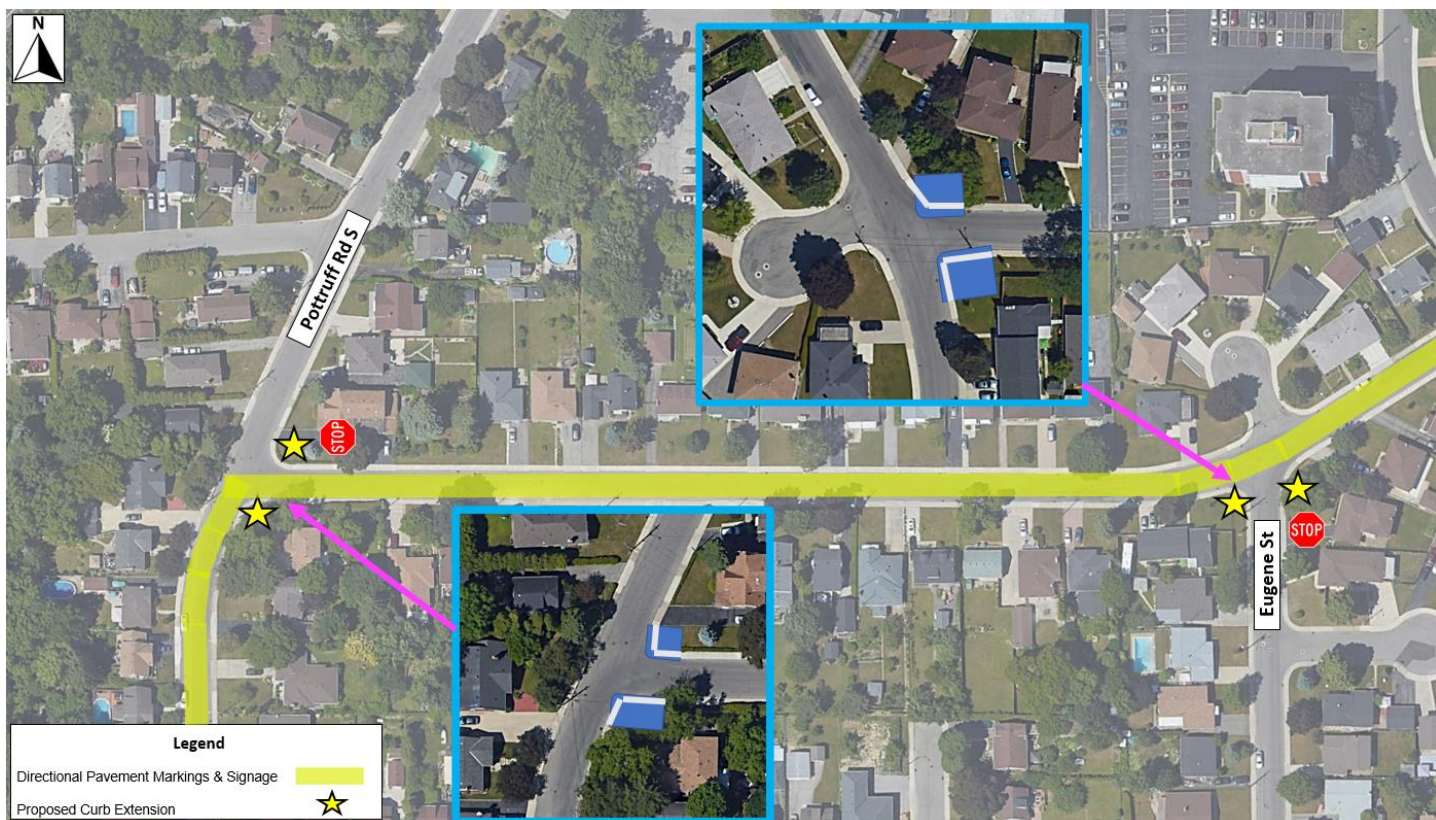 N
Pottruff Rd S
STOP
STOP
Eugene St
Legend
Directional Pavement Markings & Signage
Proposed Curb Extension